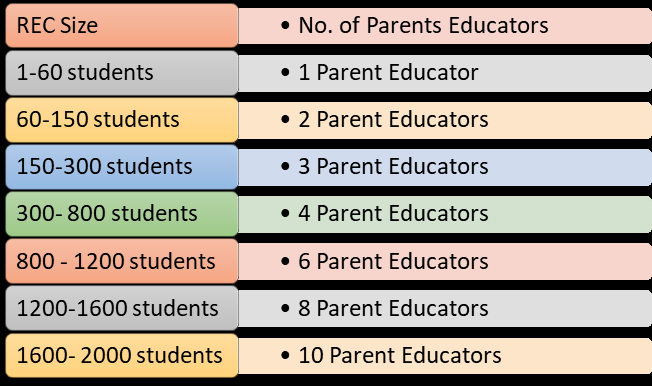 REC Size • No. of Parents Educators
1-60 students • 1 Parent Educator
60-150 students • 2 Parent Educators
150-300 students • 3 Parent Educators
300- 800 students • 4 Parent Educators
800 - 1200 students • 6 Parent Educators
1200-1600 students • 8 Parent Educators
1600- 2000 students • 10 Parent Educators